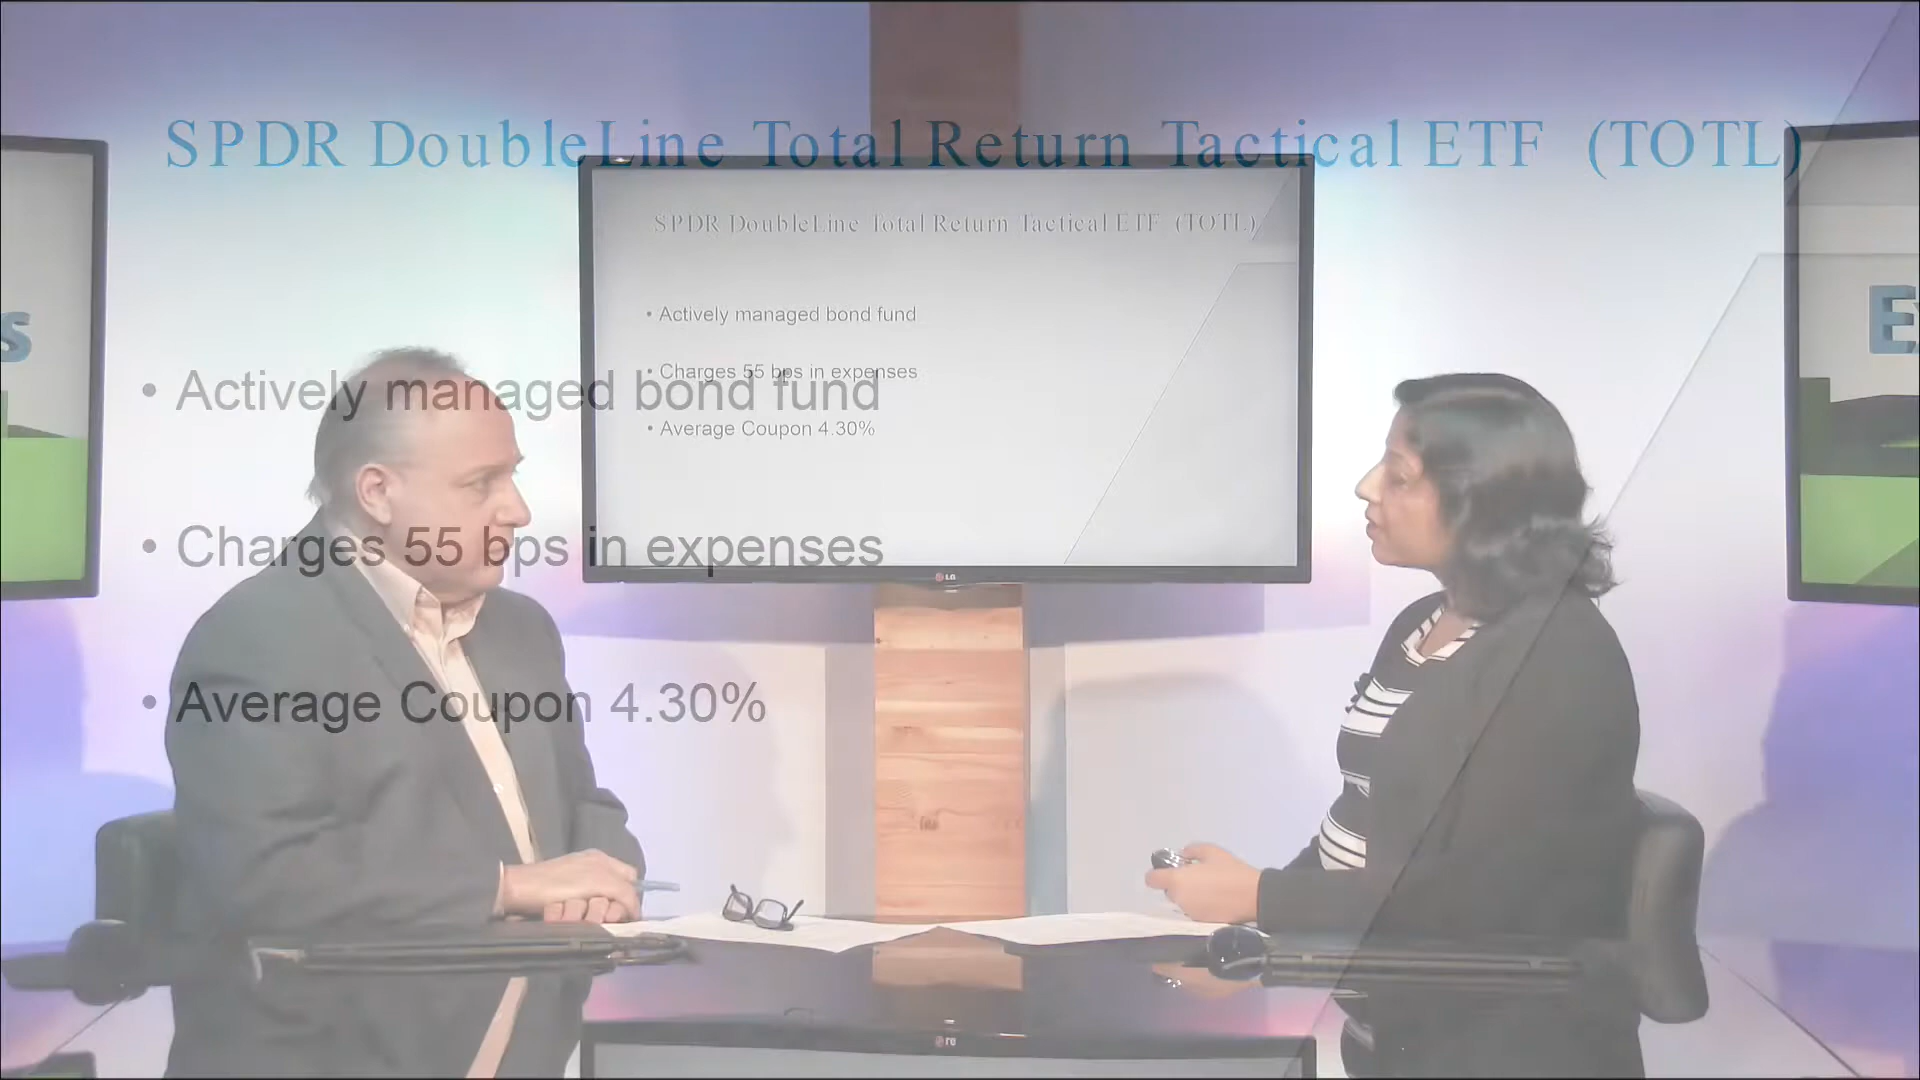 SPDR DoubleLine Total Return Tactical ETF (TOTL)
• Actively managed bond fund
• Charges 55 bps in expenses
• Average Coupon 4.30%
SPDR DoubleLine Total Return Tactical ETF (TOTL)
• Actively managed bond fund
• Charges 55 bps in expenses
• Average Coupon 4.30%
LG
s
E